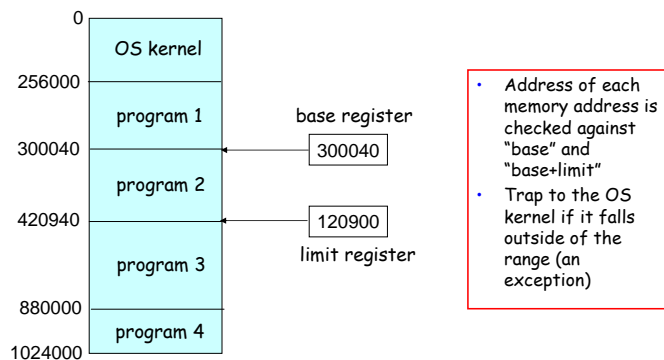 0
OS kernel
256000
program 1
base register
300040
300040
program 2
420940
120900
limit register
program 3
880000
program 4
1024000
• Address of each
memory address is
checked against
“base” and
“base+limit”
• Trap to the OS
kernel if it falls
outside of the
range (an
exception)